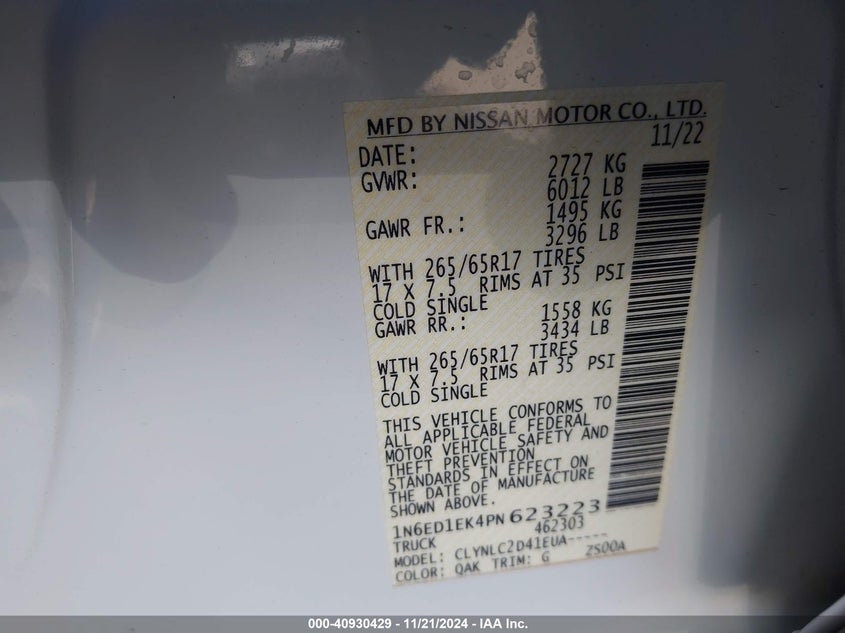 MFD BY NISSAN MOTOR CO., LTD.
DATE: 11/22
GVWR: 2727 KG
6012 LB
GAWR FR.: 1495 KG
3296 LB
WITH 265/65R17 TIRES
17 X 7.5 RIMS AT 35 PSI
COLD SINGLE
GAWR RR.: 1558 KG
3434 LB
WITH 265/65R17 TIRES
17 X 7.5 RIMS AT 35 PSI
COLD SINGLE
THIS VEHICLE CONFORMS TO
ALL APPLICABLE FEDERAL
MOTOR VEHICLE SAFETY AND
THEFT PREVENTION
STANDARDS IN EFFECT ON
THE DATE OF MANUFACTURE
SHOWN ABOVE.
1N6ED1EK4PN 623223
TRUCK 462303
MODEL: CLYNLC2D41EUA-----
COLOR: QAK TRIM: G ZS00A
000-40930429 - 11/21/2024 - IAA Inc.